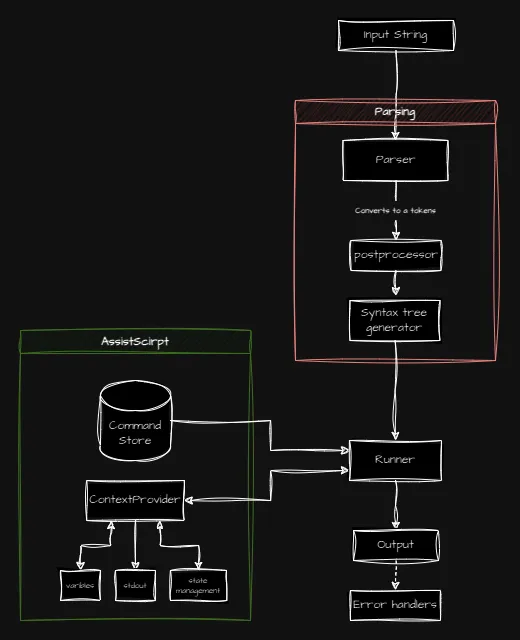 Input String
Parsing
Parser
Converts to a tokens
postprocessor
Syntax tree
generator
AssistScirpt
Command
Store
Runner
ContextProvider
Output
varibles
stdout
state
management
Error handlers